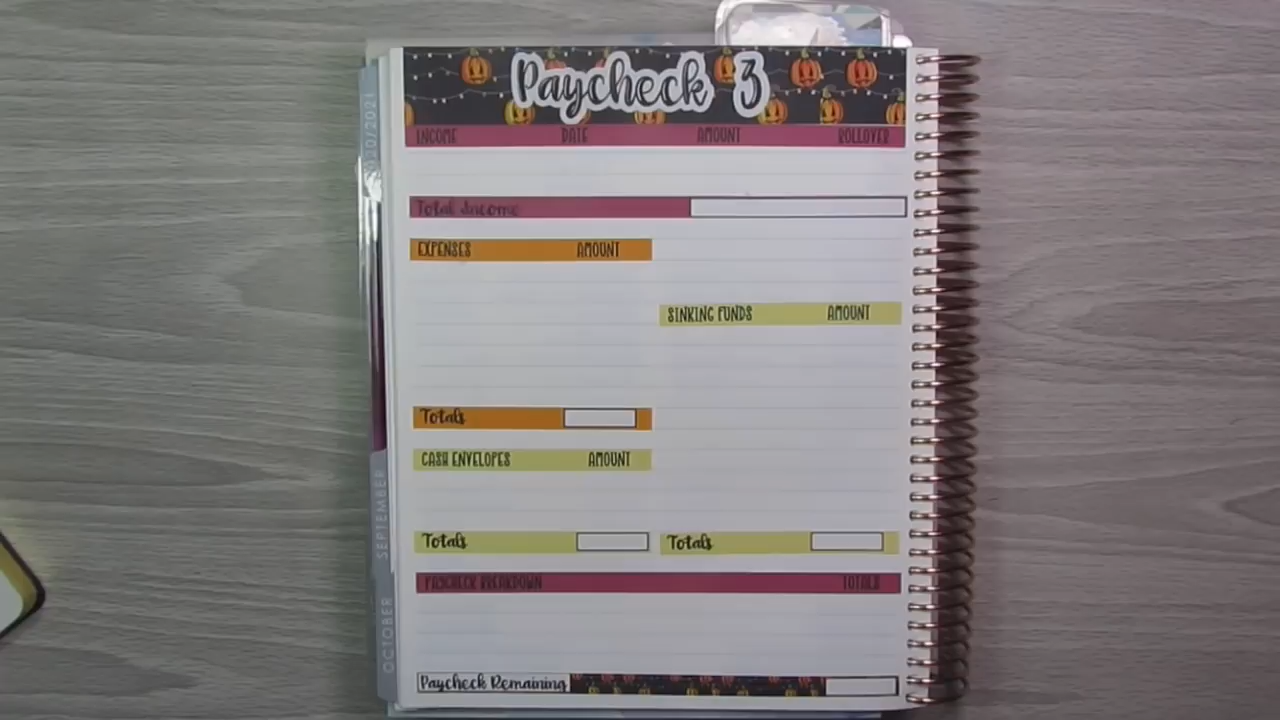 Paycheck 3
INCOME DATE AMOUNT ROLLOVER
Total Income
EXPENSES AMOUNT
SINKING FUNDS AMOUNT
Totals
CASH ENVELOPES AMOUNT
Totals Totals
PAYCHECK BREAKDOWN TOTALS
Paycheck Remaining
SEPTEMBER
OCTOBER